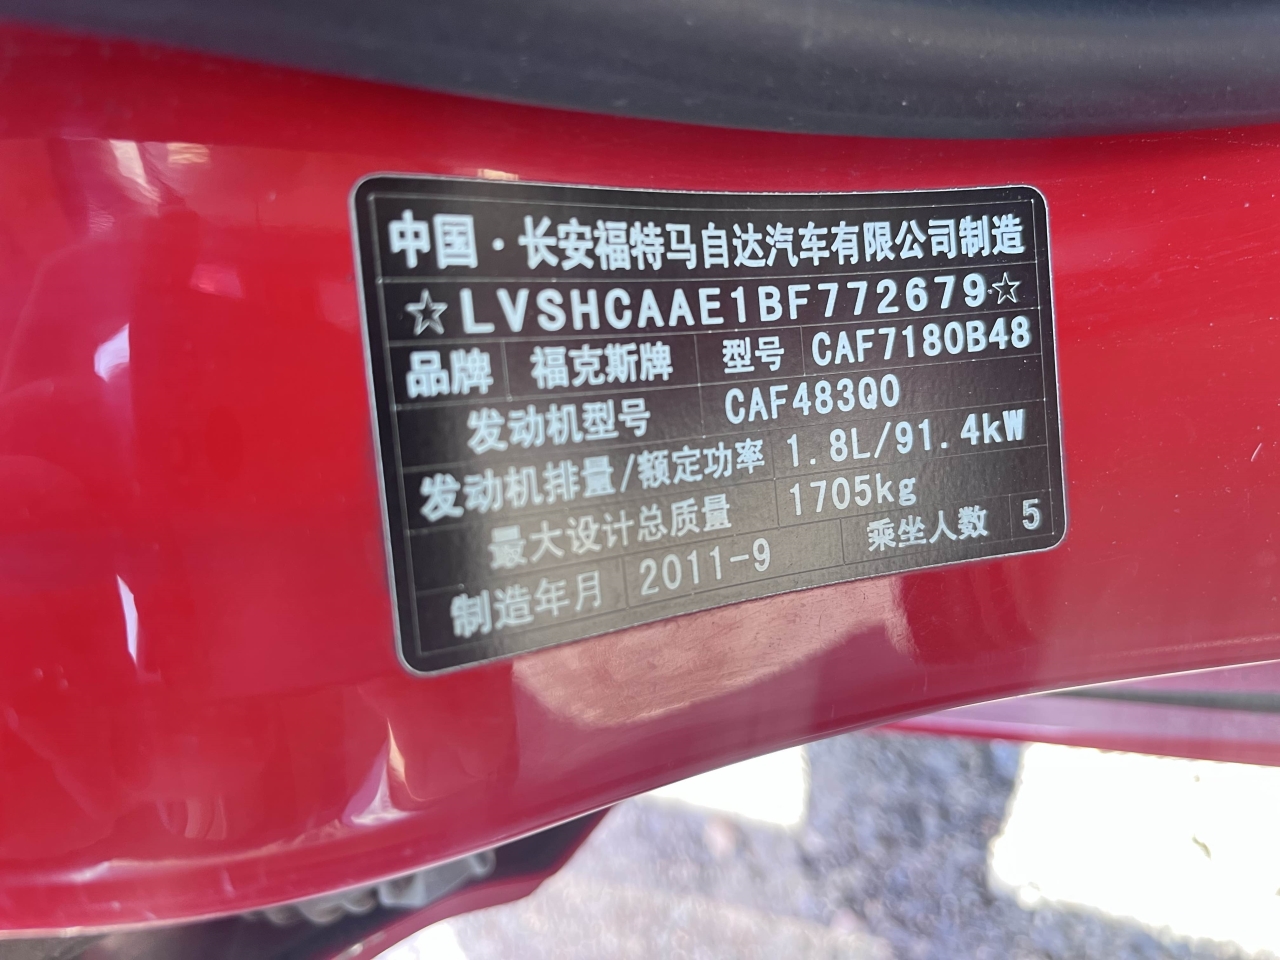 中国·长安福特马自达汽车有限公司制造
☆LVSHCAAE1BF772679☆
品牌 福克斯牌 型号 CAF7180B48
发动机型号 CAF483Q0
发动机排量/额定功率 1.8L/91.4kW
最大设计总质量 1705kg
制造年月 2011-9 乘坐人数 5